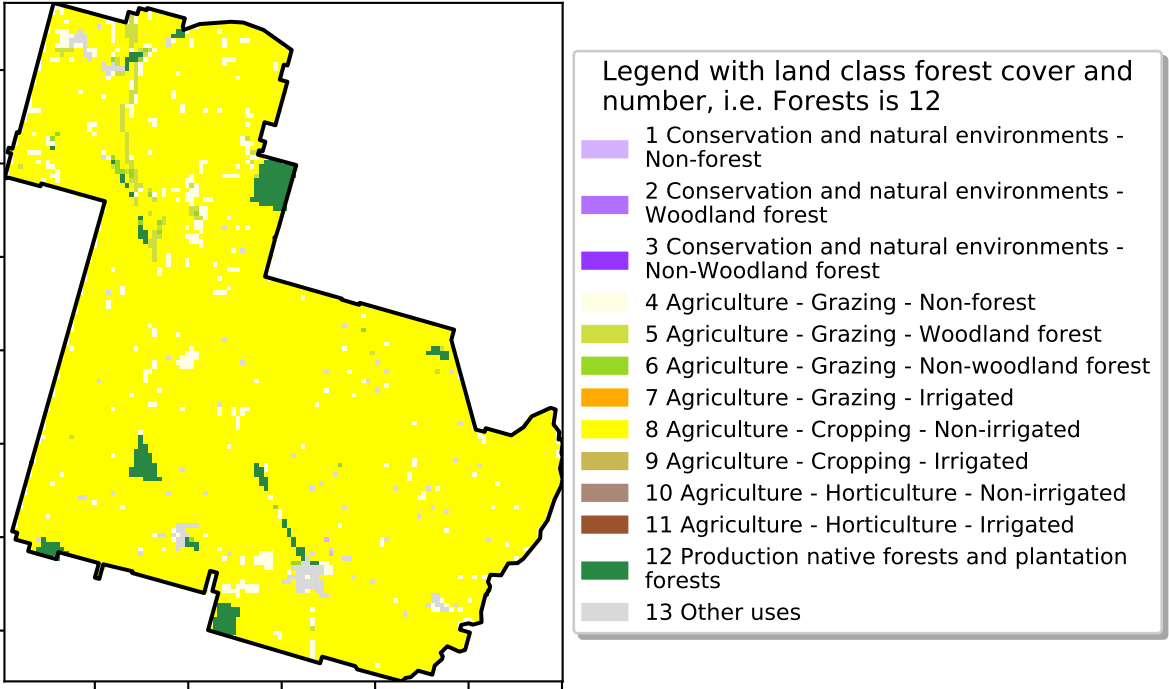 Legend with land class forest cover and
number, i.e. Forests is 12
1 Conservation and natural environments -
Non-forest
2 Conservation and natural environments -
Woodland forest
3 Conservation and natural environments -
Non-Woodland forest
4 Agriculture - Grazing - Non-forest
5 Agriculture - Grazing - Woodland forest
6 Agriculture - Grazing - Non-woodland forest
7 Agriculture - Grazing - Irrigated
8 Agriculture - Cropping - Non-irrigated
9 Agriculture - Cropping - Irrigated
10 Agriculture - Horticulture - Non-irrigated
11 Agriculture - Horticulture - Irrigated
12 Production native forests and plantation
forests
13 Other uses